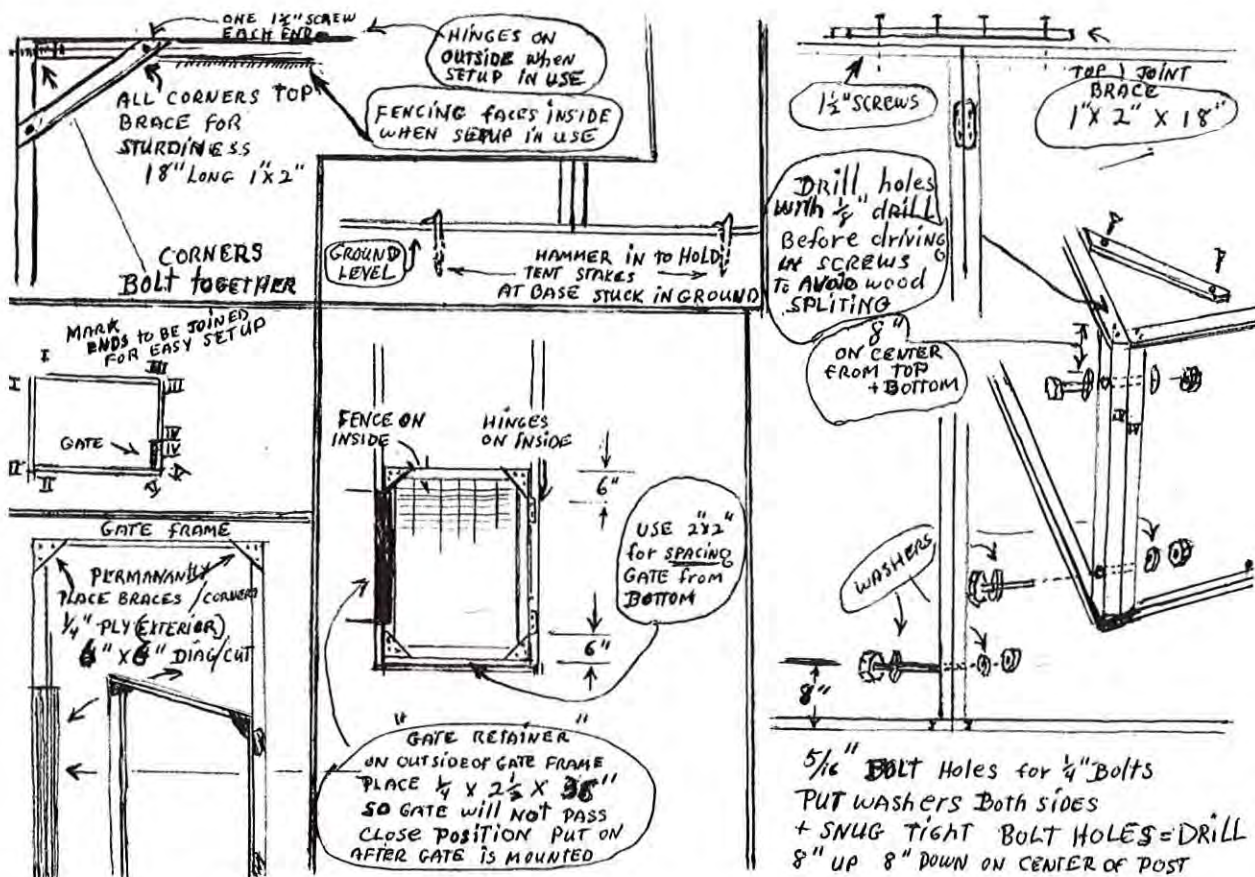 ONE 1½" SCREW
EACH END
HINGES ON
OUTSIDE WHEN
SETUP IN USE
FENCING FACES INSIDE
WHEN SETUP IN USE
ALL CORNERS TOP
BRACE FOR
STURDINESS
18" LONG 1"X2"
CORNERS
BOLT TOGETHER
GROUND
LEVEL
HAMMER IN TO HOLD
TENT STAKES
AT BASE STUCK IN GROUND
1½" SCREWS
TOP JOINT
BRACE
1"X 2" X 18"
DRILL HOLES
WITH ⅛" DRILL
BEFORE DRIVING
IN SCREWS
TO AVOID WOOD
SPLITING
8"
ON CENTER
FROM TOP
+ BOTTOM
IV IV
WASHERS
8"
5/16" BOLT Holes for ¼" Bolts
PUT WASHERS BOTH SIDES
+ SNUG TIGHT BOLT HOLES = DRILL
8" UP 8" DOWN ON CENTER OF POST
MARK
ENDS TO BE JOINED
FOR EASY SETUP
I
III
I
III
GATE
IV
IV
II
II
V
V
FENCE ON
INSIDE
HINGES
ON INSIDE
6"
6"
USE 2"X2"
for SPACING
GATE from
BOTTOM
GATE FRAME
PERMANANTLY
PLACE BRACES / CORNERS
¼" PLY (EXTERIOR)
6" X 6" DIAG/CUT
"GATE RETAINER"
ON OUTSIDE OF GATE FRAME
PLACE ¼ X 2½ X
SO GATE WILL NOT PASS
CLOSE POSITION PUT ON
AFTER GATE IS MOUNTED